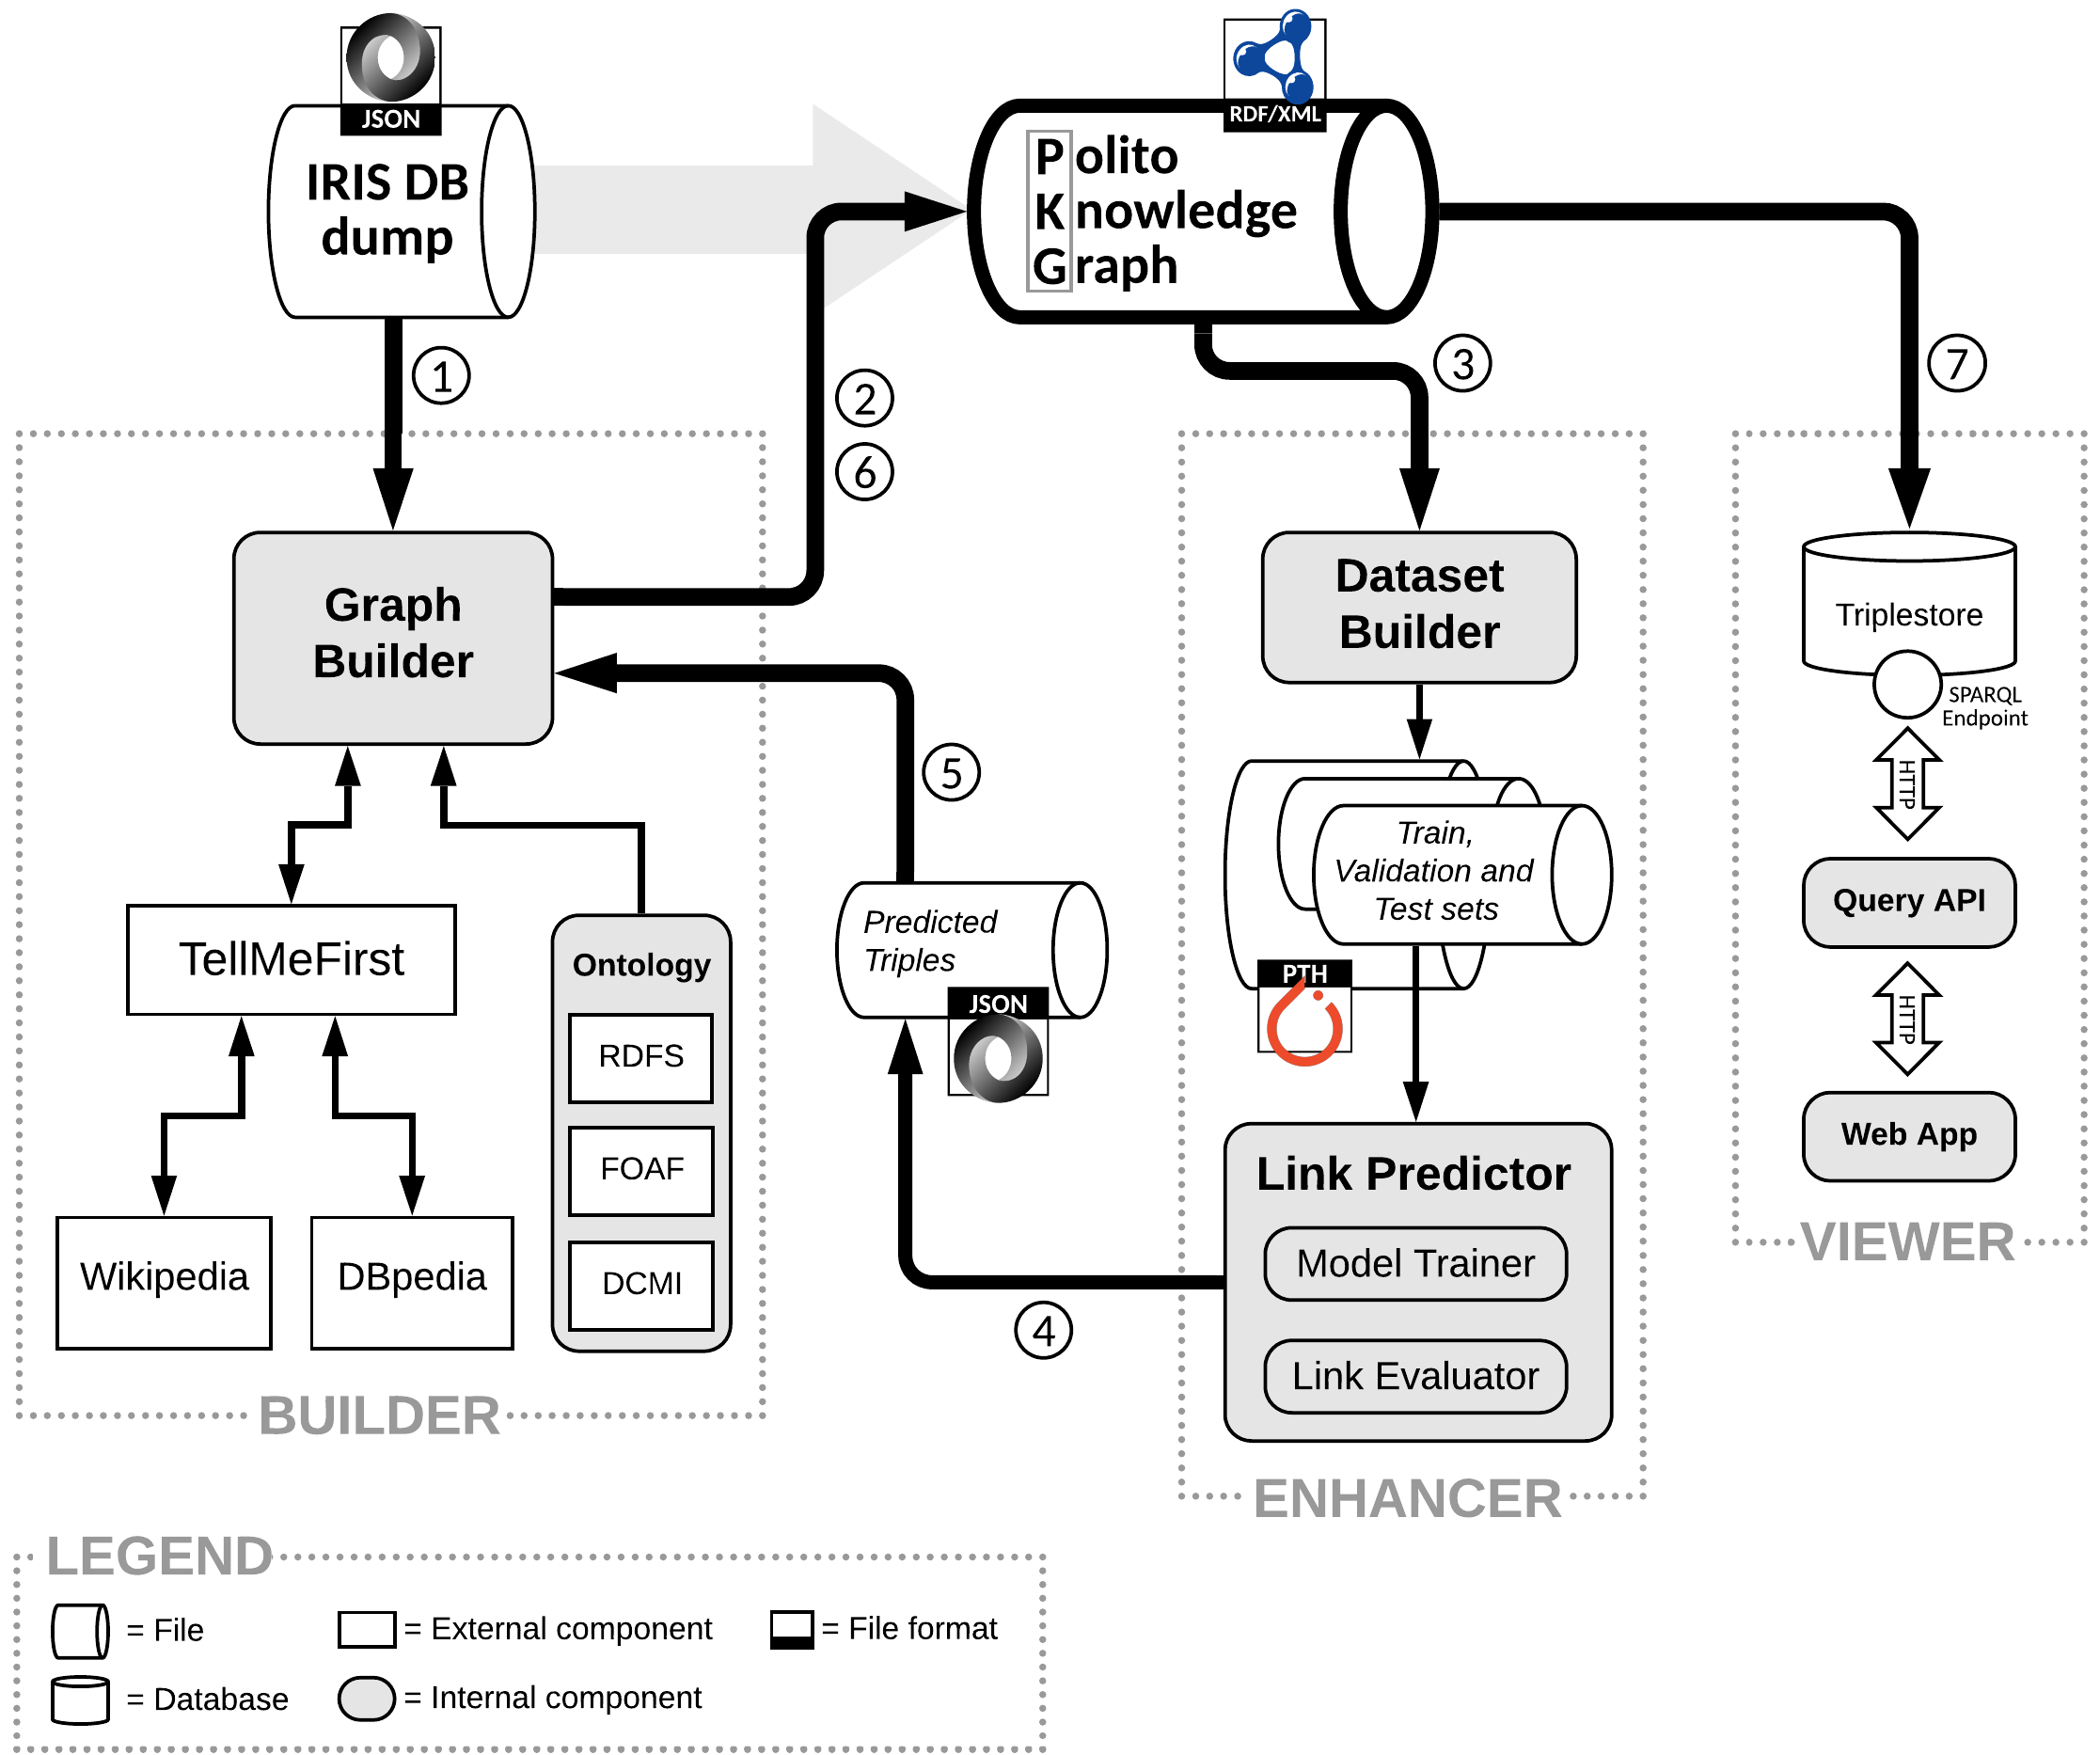 JSON
IRIS DB
dump
RDF/XML
Polito
Knowledge
Graph
1
2
6
3
7
Graph
Builder
Dataset
Builder
Triplestore
SPARQL
Endpoint
HTTP
5
Train,
Validation and
Test sets
PTH
Query API
HTTP
Web App
VIEWER
TellMeFirst
Ontology
RDFS
FOAF
DCMI
Predicted
Triples
JSON
Wikipedia
DBpedia
BUILDER
4
Link Predictor
Model Trainer
Link Evaluator
ENHANCER
LEGEND
= File
= External component
= File format
= Database
= Internal component